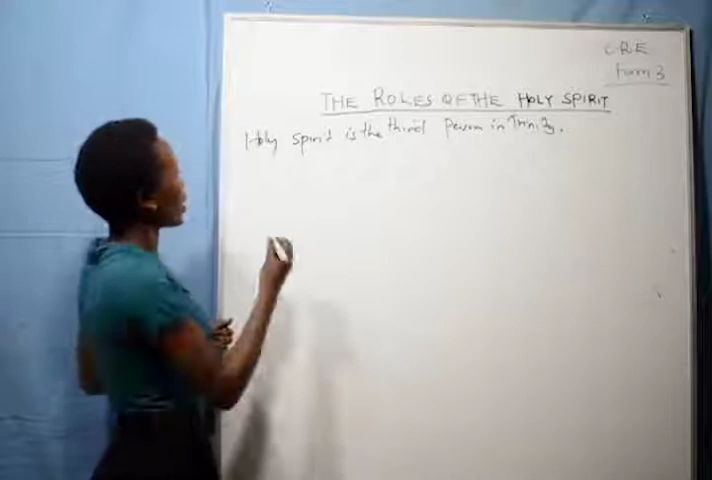 C.R.E
form 3
THE ROLES OF THE HOLY SPIRIT
Holy spirit is the third Person in Trinity.